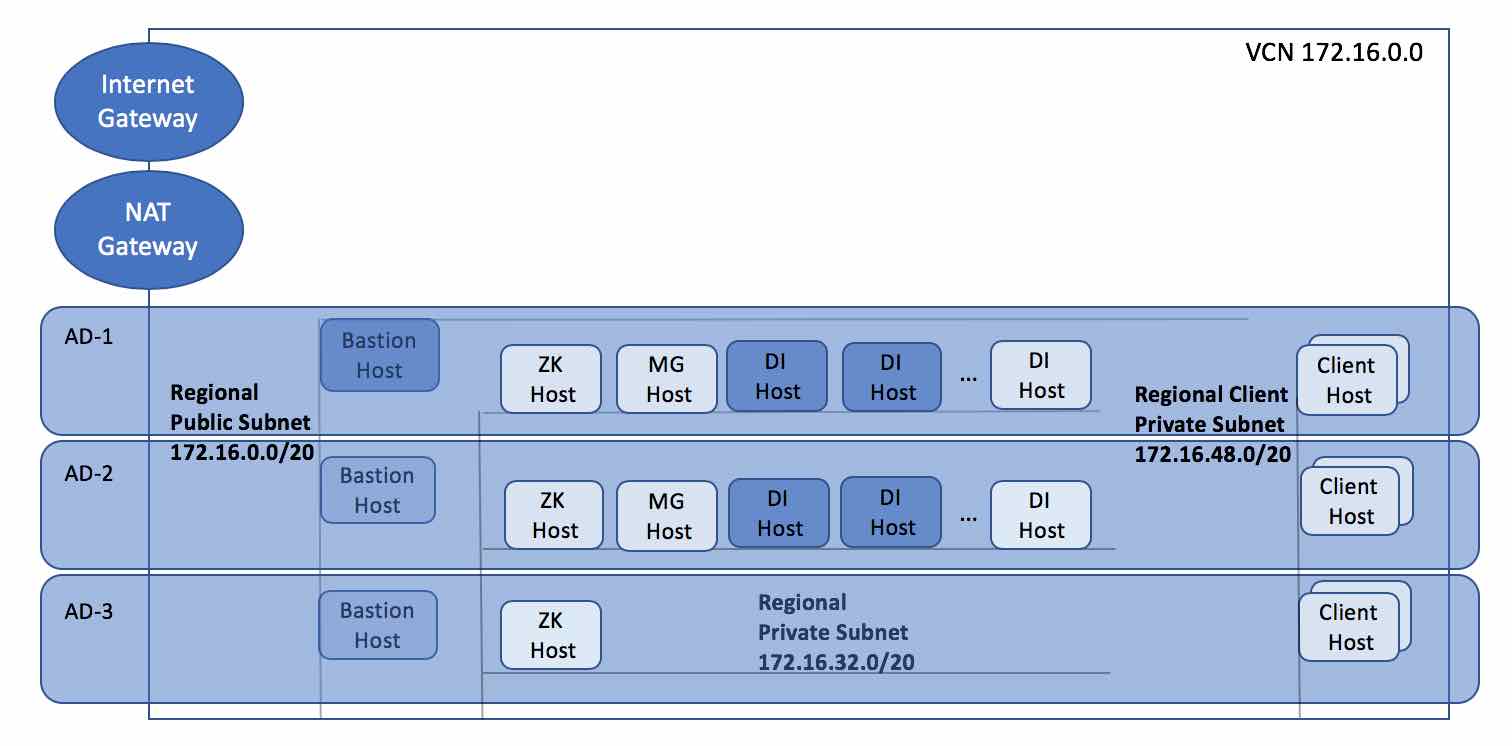 VCN 172.16.0.0
Internet
Gateway
NAT
Gateway
AD-1
Bastion
Host
Regional
Public Subnet
172.16.0.0/20
ZK
Host
MG
Host
DI
Host
DI
Host
...
DI
Host
Regional Client
Private Subnet
172.16.48.0/20
Client
Host
AD-2
Bastion
Host
ZK
Host
MG
Host
DI
Host
DI
Host
...
DI
Host
Client
Host
AD-3
Bastion
Host
ZK
Host
Regional
Private Subnet
172.16.32.0/20
Client
Host